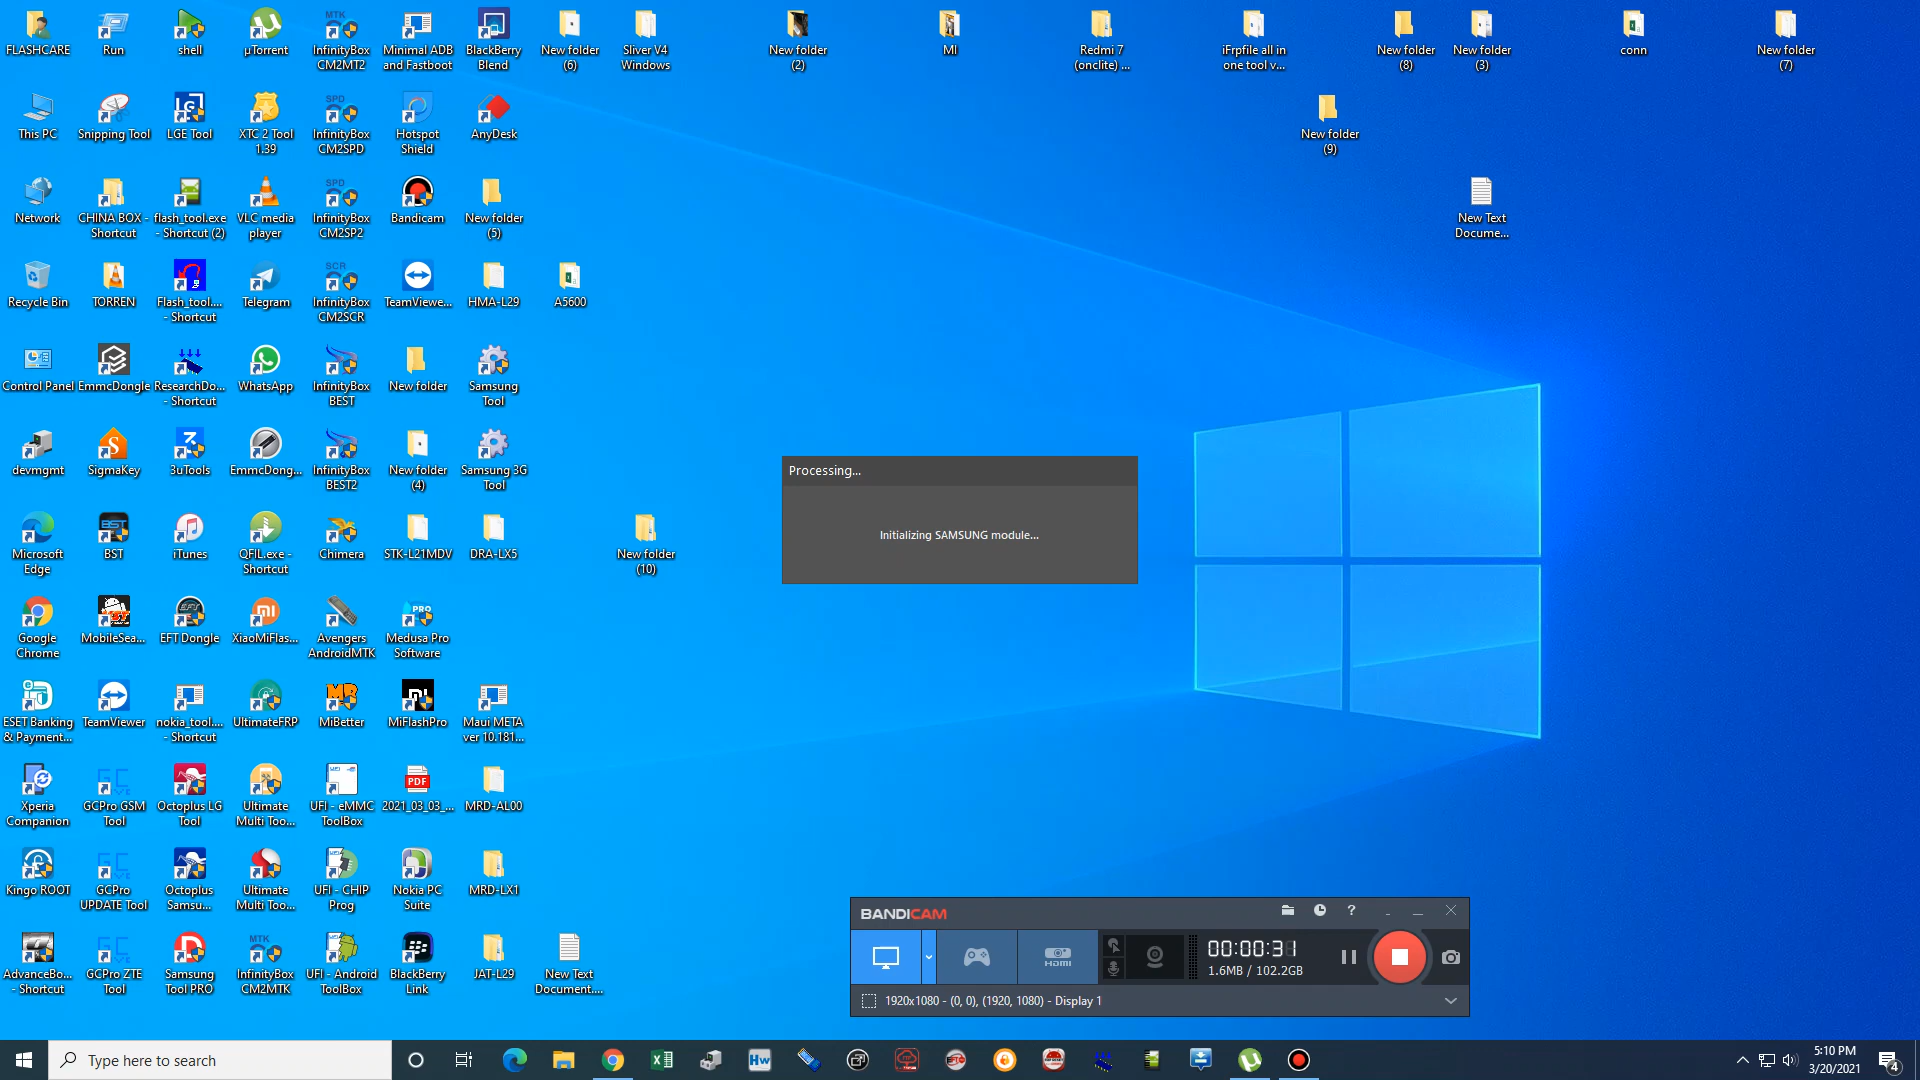 FLASHCARE
Run
shell
µTorrent
InfinityBox
CM2MT2
Minimal ADB
and Fastboot
BlackBerry
Blend
New folder
(6)
Sliver V4
Windows
New folder
(2)
MI
Redmi 7
(onclite) ...
iFrpfile all in
one tool v...
New folder
(8)
New folder
(3)
conn
New folder
(7)
This PC
Snipping Tool
LGE Tool
XTC 2 Tool
1.39
InfinityBox
CM2SPD
Hotspot
Shield
AnyDesk
New folder
(9)
Network
CHINA BOX -
Shortcut
flash_tool.exe
- Shortcut (2)
VLC media
player
InfinityBox
CM2SP2
Bandicam
New folder
(5)
New Text
Docume...
Recycle Bin
TORREN
Flash_tool....
- Shortcut
Telegram
InfinityBox
CM2SCR
TeamViewe...
HMA-L29
A5600
Control Panel
EmmcDongle
ResearchDo...
- Shortcut
WhatsApp
InfinityBox
BEST
New folder
Samsung
Tool
devmgmt
SigmaKey
3uTools
EmmcDong...
InfinityBox
BEST2
New folder
(4)
Samsung 3G
Tool
Processing...
Initializing SAMSUNG module...
Microsoft
Edge
BST
iTunes
QFIL.exe -
Shortcut
Chimera
STK-L21MDV
DRA-LX5
New folder
(10)
Google
Chrome
MobileSea...
EFT Dongle
XiaoMiFlas...
Avengers
AndroidMTK
Medusa Pro
Software
ESET Banking
& Payment...
TeamViewer
nokia_tool....
- Shortcut
UltimateFRP
MiBetter
MiFlashPro
Maui META
ver 10.181...
Xperia
Companion
GCPro GSM
Tool
Octoplus LG
Tool
Ultimate
Multi Too...
UFI - eMMC
ToolBox
2021_03_03_...
MRD-AL00
Kingo ROOT
GCPro
UPDATE Tool
Octoplus
Samsu...
Ultimate
Multi Too...
UFI - CHIP
Prog
Nokia PC
Suite
MRD-LX1
AdvanceBo...
- Shortcut
GCPro ZTE
Tool
Samsung
Tool PRO
InfinityBox
CM2MTK
UFI - Android
ToolBox
BlackBerry
Link
JAT-L29
New Text
Document....
BANDICAM
HDMI
00:00:31
1.6MB / 102.2GB
1920x1080 - (0, 0), (1920, 1080) - Display 1
Type here to search
5:10 PM
3/20/2021
4